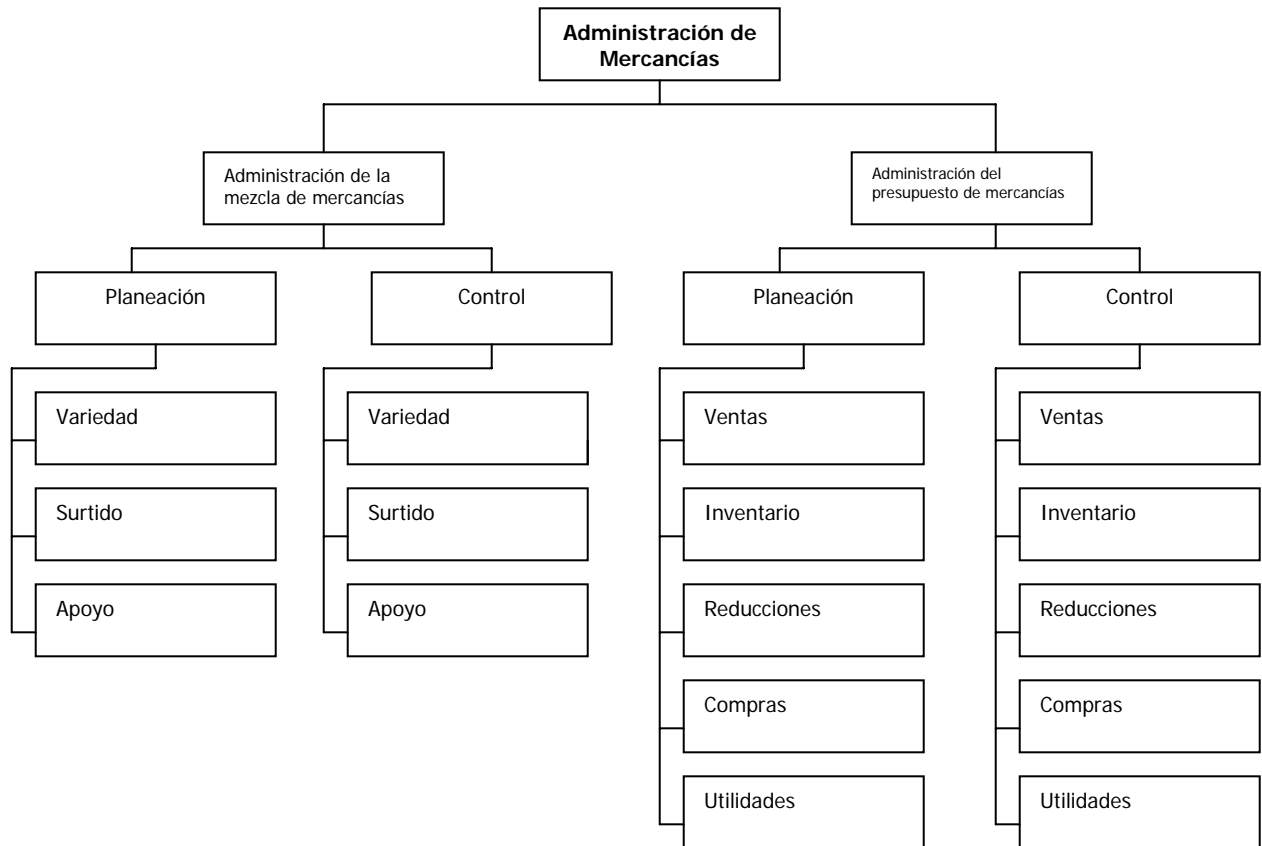 Administración de
Mercancías
Administración de la
mezcla de mercancías
Administración del
presupuesto de mercancías
Planeación
Control
Planeación
Control
Variedad
Variedad
Ventas
Ventas
Surtido
Surtido
Inventario
Inventario
Apoyo
Apoyo
Reducciones
Reducciones
Compras
Compras
Utilidades
Utilidades